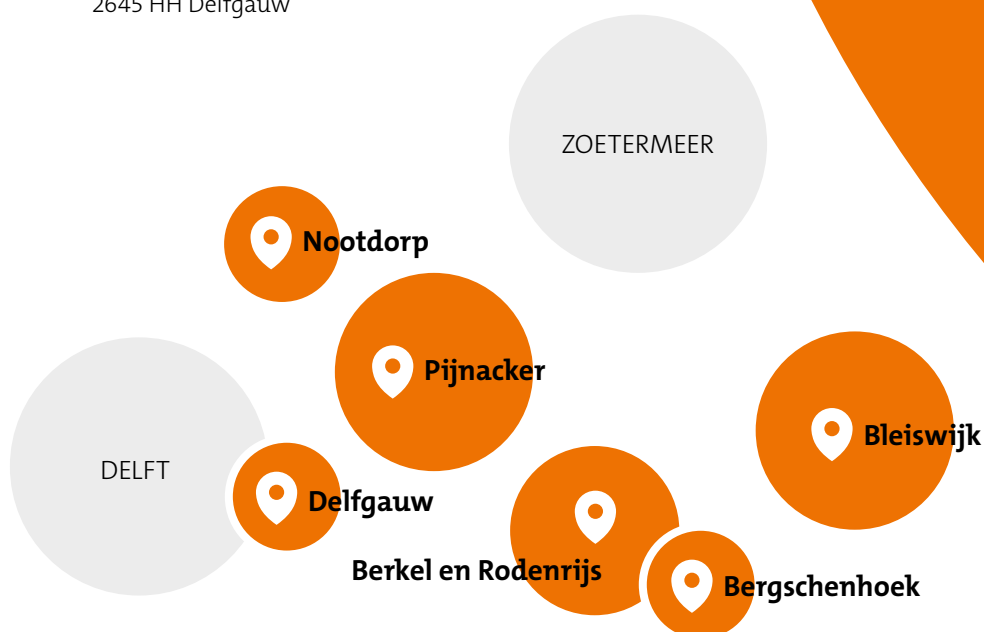 2645 HH Delfgauw
ZOETERMEER
Nootdorp
Pijnacker
Bleiswijk
DELFT
Delfgauw
Berkel en Rodenrijs
Bergschenhoek